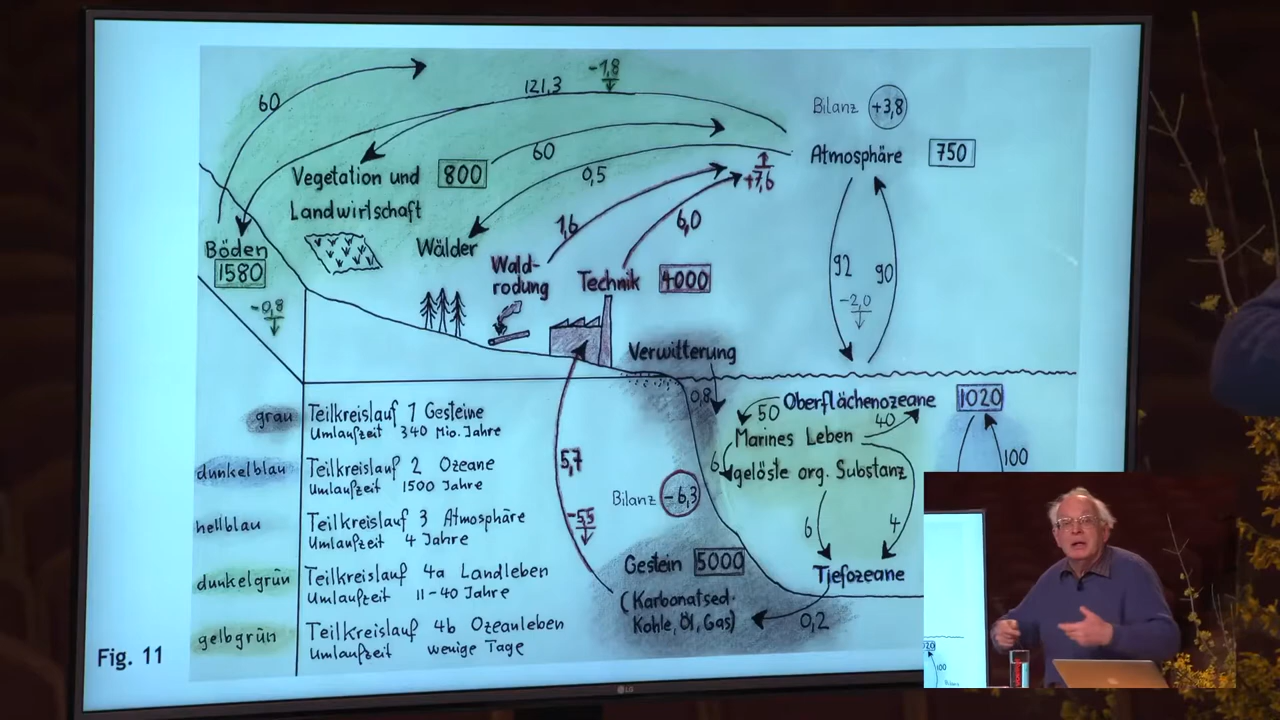 60
121,3
-1,8
Bilanz +3,8
Atmosphäre 750
Vegetation und 800
Landwirtschaft
60
0,5
+7,6
Böden
1580
-0,8
Wälder
1,6
6,0
Wald-
rodung
Technik 4000
92
90
-2,0
Verwitterung
0,8
Oberflächenozeane 1020
50
40
Marines Leben
6
gelöste org. Substanz
100
grau Teilkreislauf 1 Gesteine
Umlaufzeit 340 Mio. Jahre
dunkelblau Teilkreislauf 2 Ozeane
Umlaufzeit 1500 Jahre
hellblau Teilkreislauf 3 Atmosphäre
Umlaufzeit 4 Jahre
dunkelgrün Teilkreislauf 4a Landleben
Umlaufzeit 11-40 Jahre
gelbgrün Teilkreislauf 4b Ozeanleben
Umlaufzeit wenige Tage
5,7
-5,5
Bilanz -6,3
6
4
Gestein 5000
(Karbonatsed.
Kohle, Öl, Gas)
Tiefozeane
0,2
Fig. 11
LG
100